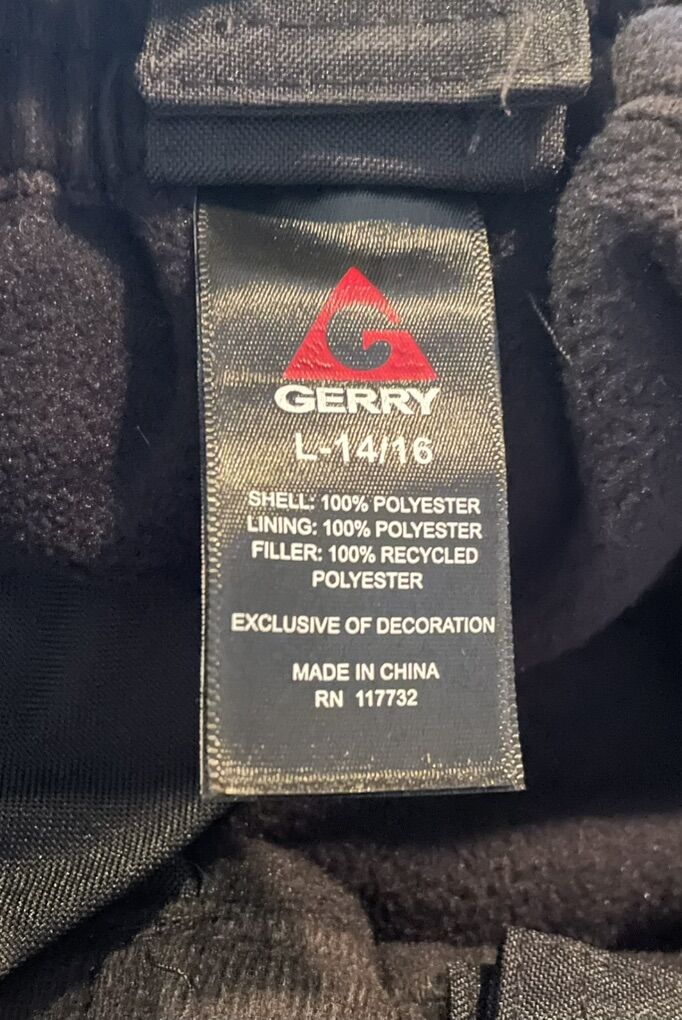 G
GERRY
L-14/16
SHELL: 100% POLYESTER
LINING: 100% POLYESTER
FILLER: 100% RECYCLED
POLYESTER
EXCLUSIVE OF DECORATION
MADE IN CHINA
RN 117732